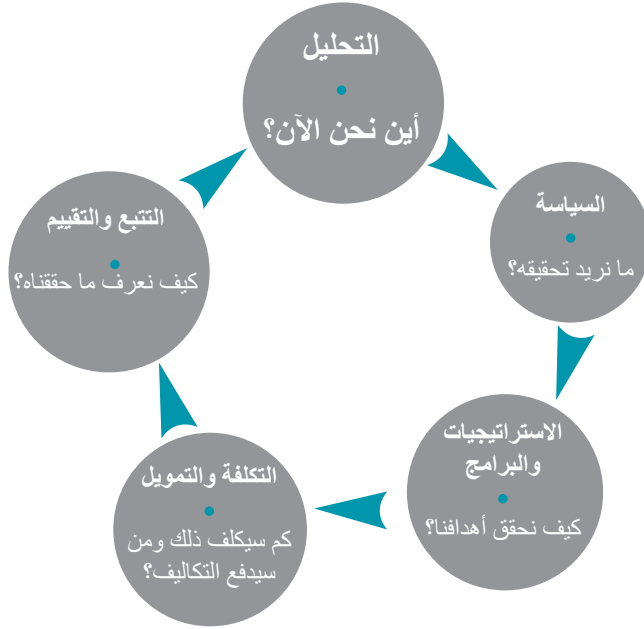 التحليل
أين نحن الآن؟
السياسة
ما نريد تحقيقه؟
الاستراتيجيات
والبرامج
كيف نحقق أهدافنا؟
التكلفة والتمويل
كم سيكلف ذلك ومن
سيدفع التكاليف؟
التتبع والتقييم
كيف نعرف ما حققناه؟